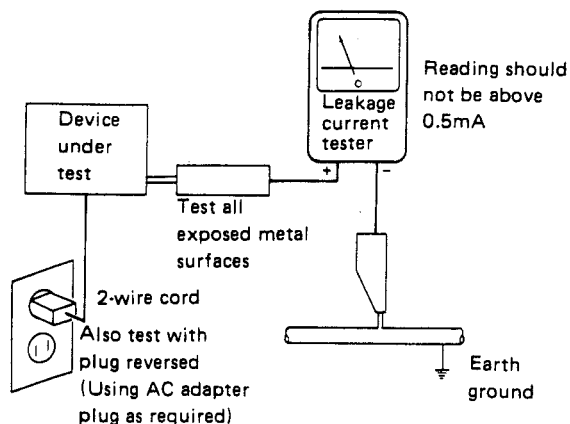 Device
under
test
Leakage
current
tester
+ −
Reading should
not be above
0.5mA
Test all
exposed metal
surfaces
2-wire cord
Also test with
plug reversed
(Using AC adapter
plug as required)
Earth
ground